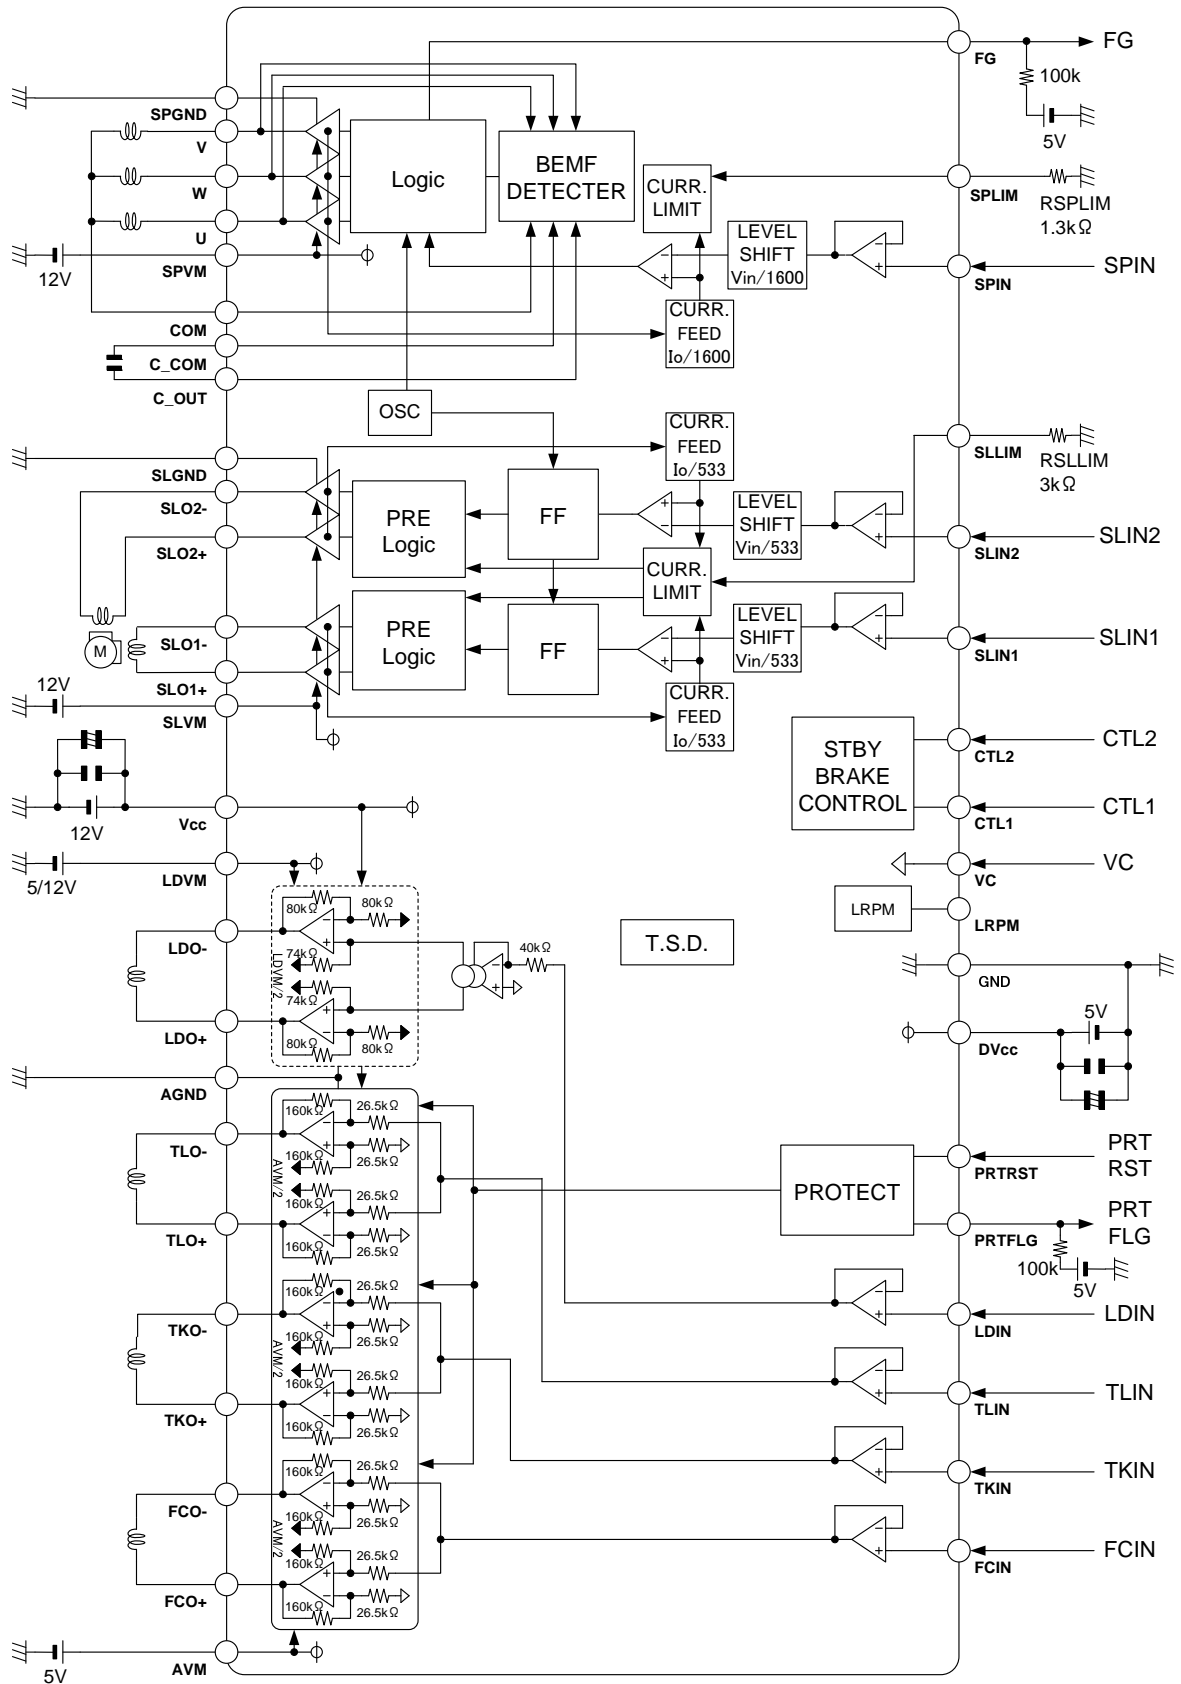 FG
FG
100k
5V
SPGND
V
W
U
SPVM
12V
Logic
BEMF
DETECTER
CURR.
LIMIT
SPLIM
RSPLIM
1.3kΩ
LEVEL
SHIFT
Vin/1600
SPIN
SPIN
CURR.
FEED
Io/1600
COM
C_COM
C_OUT
OSC
CURR.
FEED
Io/533
SLLIM
RSLLIM
3kΩ
SLGND
SLO2-
SLO2+
PRE
Logic
FF
LEVEL
SHIFT
Vin/533
SLIN2
SLIN2
CURR.
LIMIT
M
SLO1-
SLO1+
PRE
Logic
FF
LEVEL
SHIFT
Vin/533
SLIN1
SLIN1
12V
SLVM
CURR.
FEED
Io/533
STBY
BRAKE
CONTROL
CTL2
CTL2
CTL1
CTL1
12V
Vcc
5/12V
LDVM
VC
VC
LRPM
LRPM
80kΩ
80kΩ
LDO-
74kΩ
LDVM/2
74kΩ
40kΩ
T.S.D.
GND
LDO+
80kΩ
80kΩ
5V
DVcc
AGND
160kΩ
26.5kΩ
TLO-
160kΩ
26.5kΩ
AVM/2
160kΩ
26.5kΩ
TLO+
160kΩ
26.5kΩ
PROTECT
PRTRST
PRT
RST
PRTFLG
PRT
FLG
100k
5V
160kΩ
26.5kΩ
TKO-
160kΩ
26.5kΩ
AVM/2
160kΩ
26.5kΩ
TKO+
160kΩ
26.5kΩ
LDIN
LDIN
TLIN
TLIN
160kΩ
26.5kΩ
FCO-
160kΩ
26.5kΩ
AVM/2
160kΩ
26.5kΩ
FCO+
160kΩ
26.5kΩ
TKIN
TKIN
FCIN
FCIN
5V
AVM